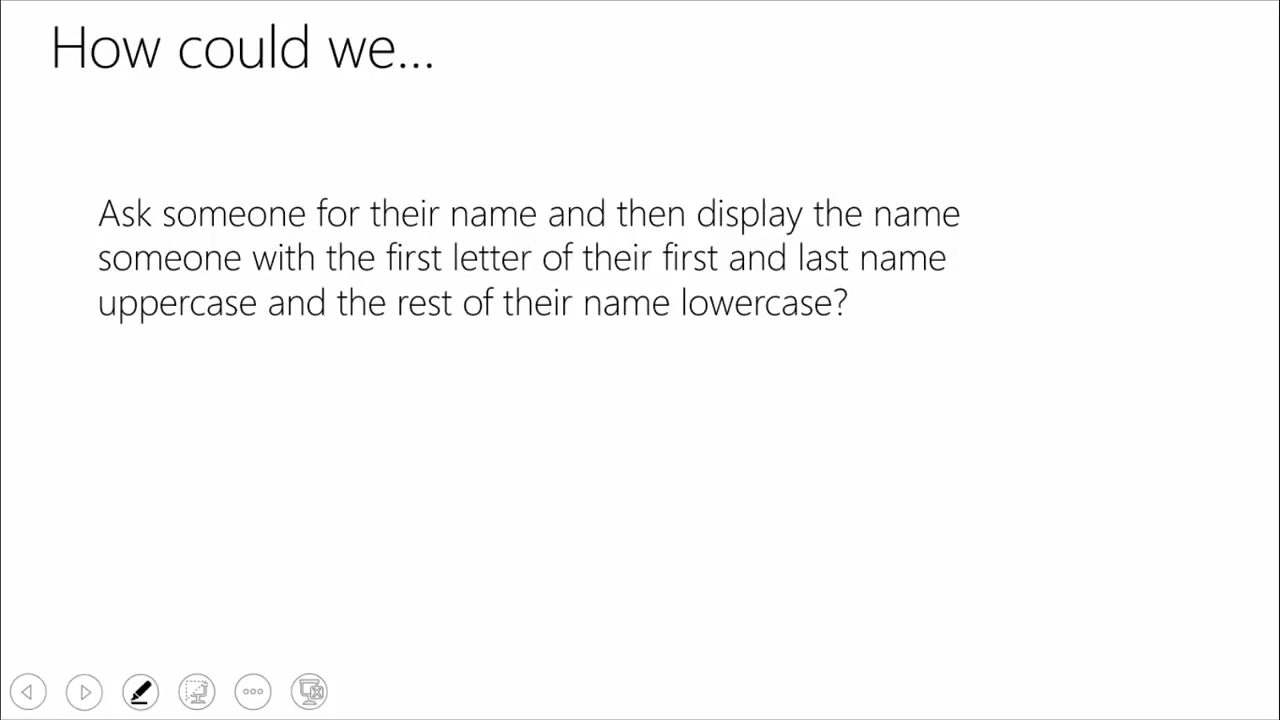 How could we...
Ask someone for their name and then display the name
someone with the first letter of their first and last name
uppercase and the rest of their name lowercase?